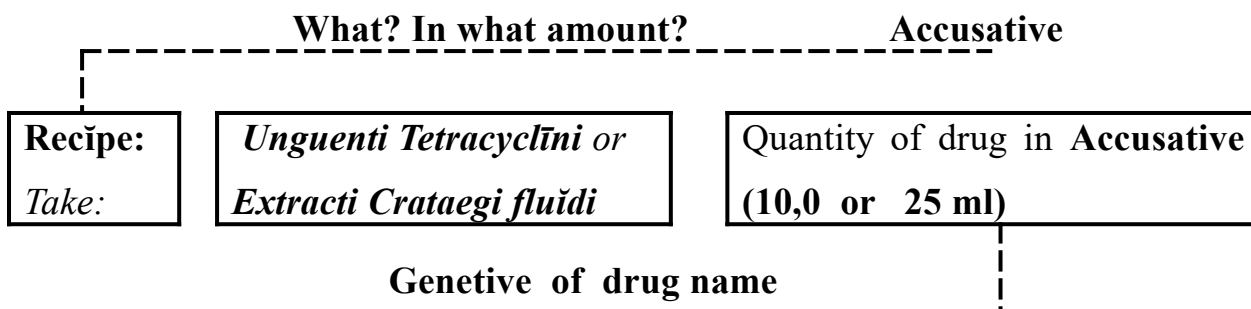 What? In what amount? Accusative
Recĭpe: Unguenti Tetracyclīni or Quantity of drug in Accusative
Take: Extracti Crataegi fluĭdi (10,0 or 25 ml)
Genetive of drug name